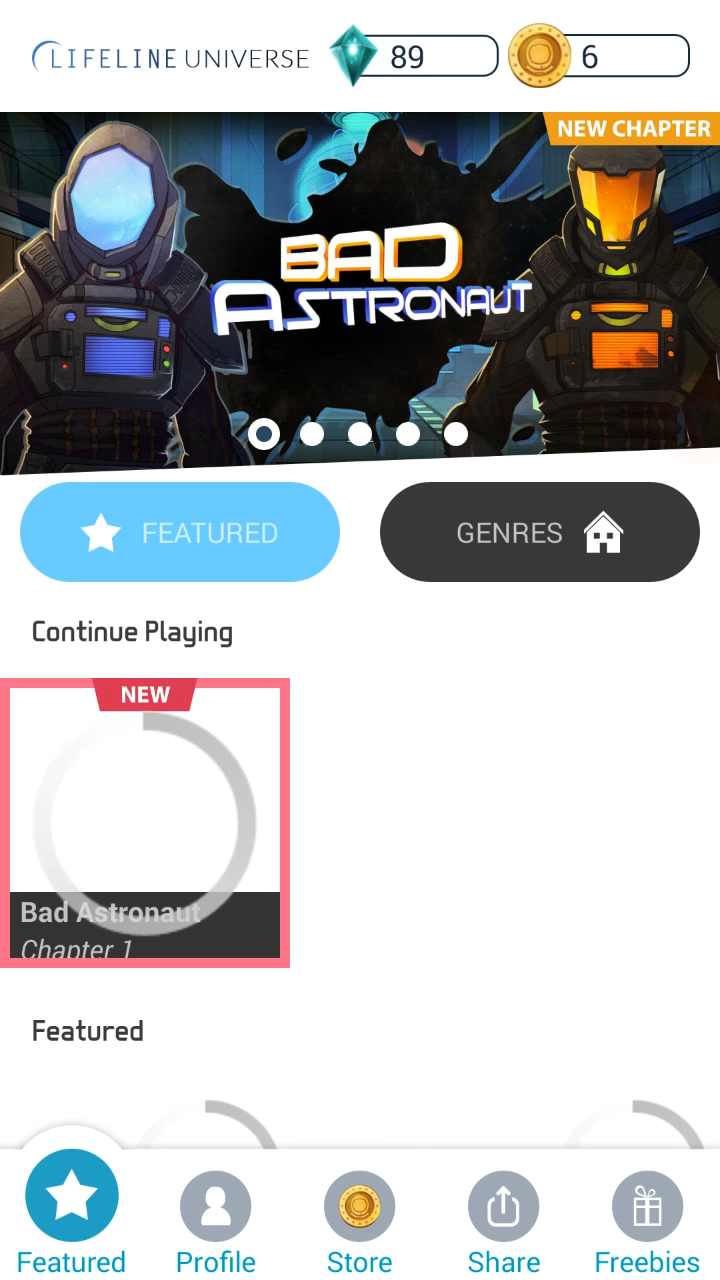 LIFELINE UNIVERSE
89
6
NEW CHAPTER
BAD
ASTRONAUT
FEATURED
GENRES
Continue Playing
NEW
Bad Astronaut
Chapter 1
Featured
Featured
Profile
Store
Share
Freebies